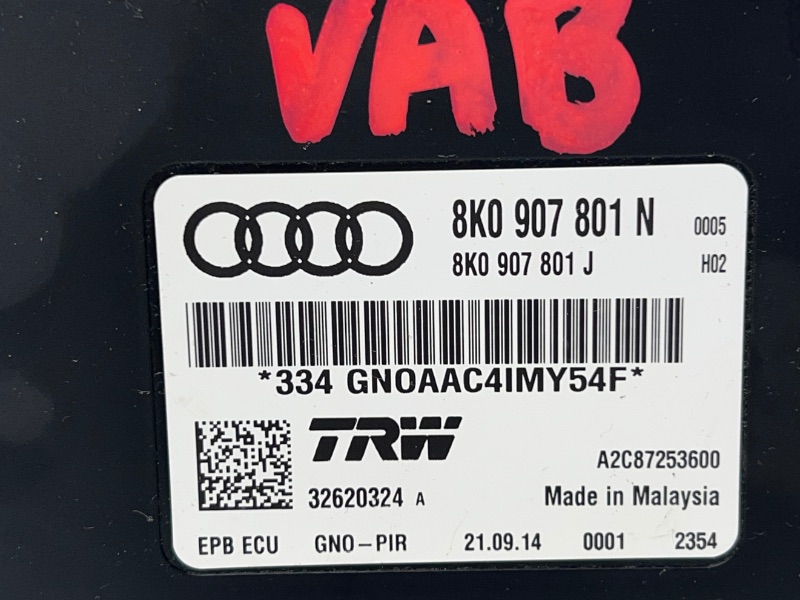 VAB
8K0 907 801 N 0005
8K0 907 801 J H02
*334 GNOAAC4IMY54F*
TRW
A2C87253600
32620324 A Made in Malaysia
EPB ECU GNO-PIR 21.09.14 0001 2354